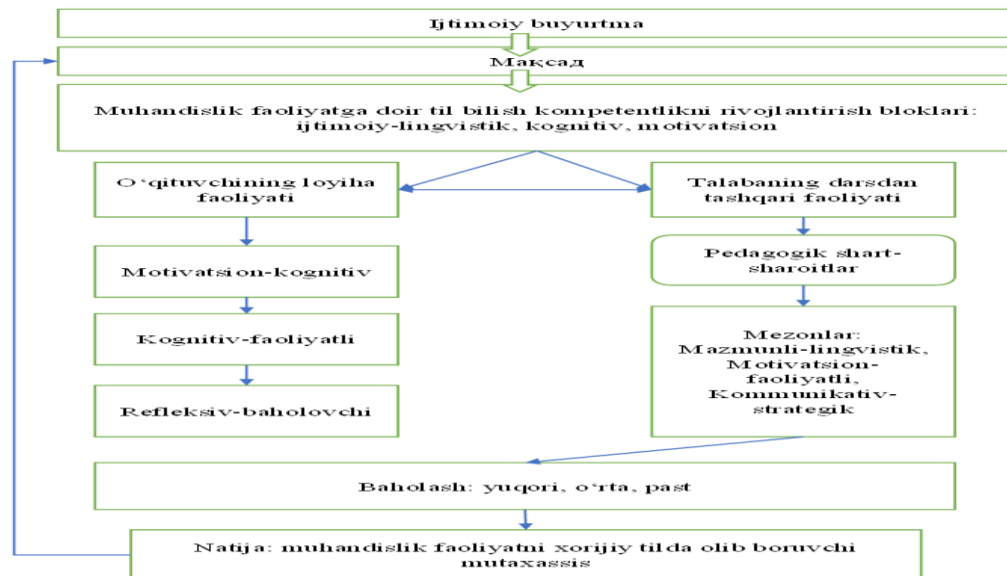 Ijtimoiy buyurtma
Мақсад
Muhandislik faoliyatga doir til bilish kompetentlikni rivojlantirish bloklari:
ijtimoiy-lingvistik, kognitiv, motivatsion
O‘qituvchining loyiha
faoliyati
Motivatsion-kognitiv
Kognitiv-faoliyatli
Refleksiv-baholovchi
Talabaning darsdan
tashqari faoliyati
Pedagogik shart-
sharoitlar
Mezonlar:
Mazmunli-lingvistik,
Motivatsion-
faoliyatli,
Kommunikativ-
strategik
Baholash: yuqori, o‘rta, past
Natija: muhandislik faoliyatni xorijiy tilda olib boruvchi
mutaxassis